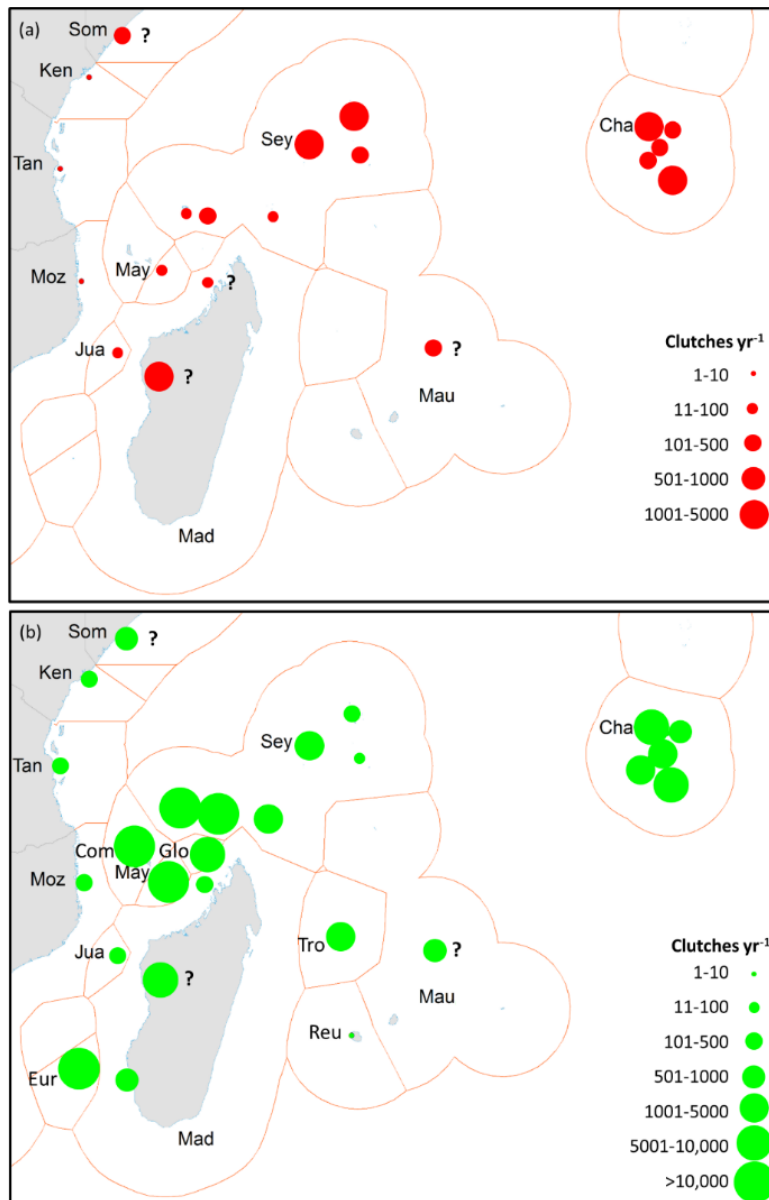 (a)
Som ?
Ken
Sey
Cha
Tan
May
Moz
?
Jua
?
?
Mau
Mad
Clutches yr⁻¹
1-10
11-100
101-500
501-1000
1001-5000
(b)
Som ?
Ken
Sey
Cha
Tan
Com Glo
May
Moz
Tro
?
Jua
?
Mau
Reu
Eur
Mad
Clutches yr⁻¹
1-10
11-100
101-500
501-1000
1001-5000
5001-10,000
>10,000